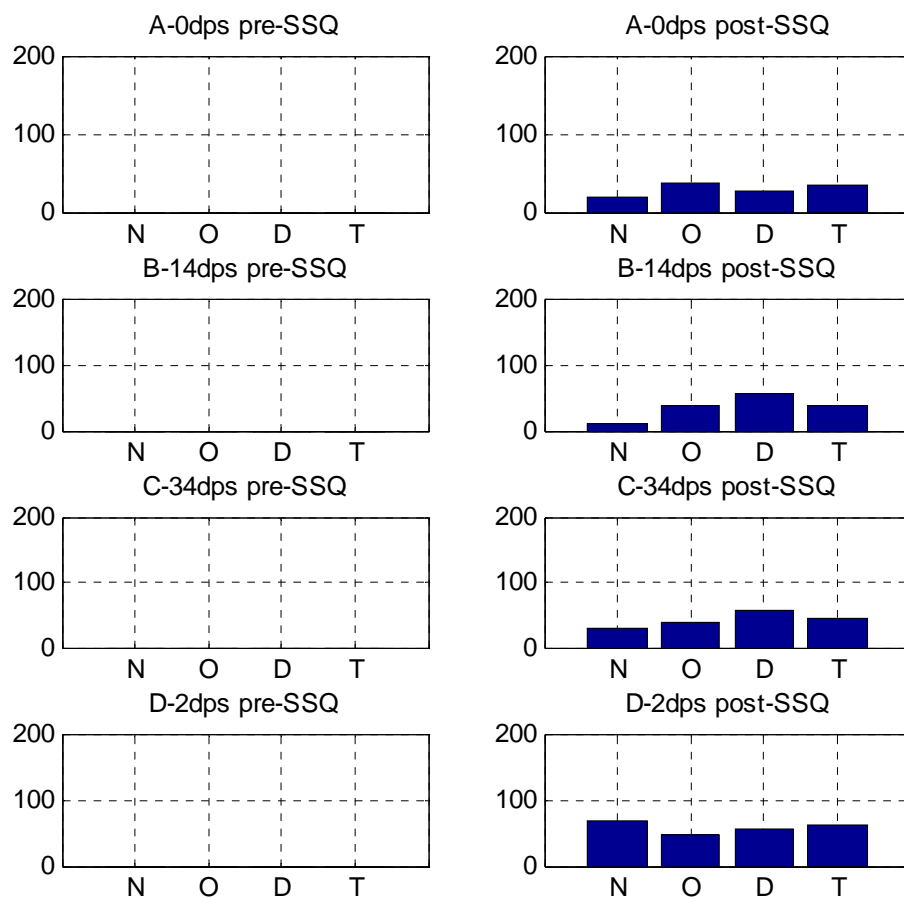 A-0dps pre-SSQ
200
100
0
N O D T
A-0dps post-SSQ
200
100
0
N O D T
B-14dps pre-SSQ
200
100
0
N O D T
B-14dps post-SSQ
200
100
0
N O D T
C-34dps pre-SSQ
200
100
0
N O D T
C-34dps post-SSQ
200
100
0
N O D T
D-2dps pre-SSQ
200
100
0
N O D T
D-2dps post-SSQ
200
100
0
N O D T